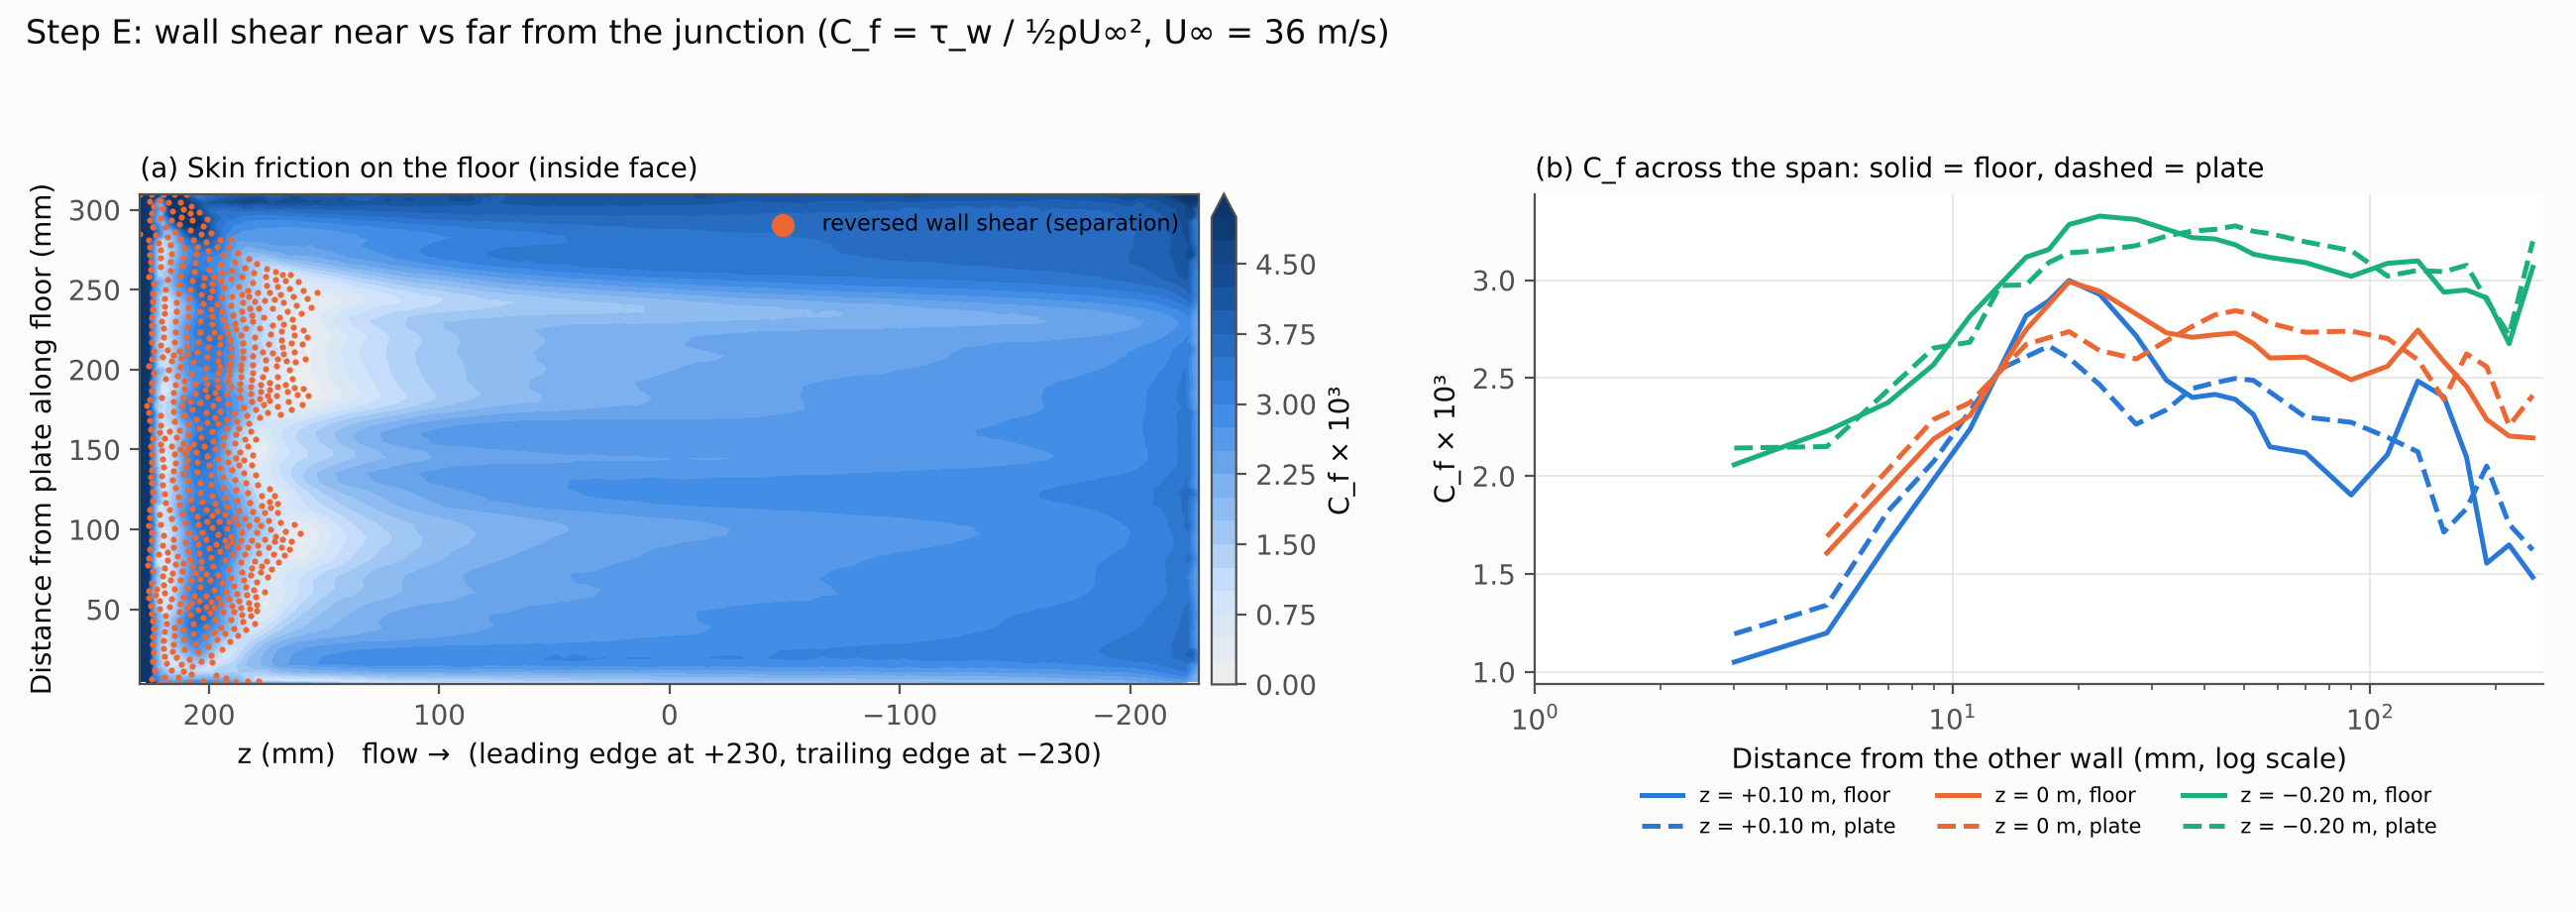 Step E: wall shear near vs far from the junction (C_f = τ_w / ½ρU∞², U∞ = 36 m/s)
(a) Skin friction on the floor (inside face)
Distance from plate along floor (mm)
300
250
200
150
100
50
reversed wall shear (separation)
200
100
0
−100
−200
z (mm)   flow →  (leading edge at +230, trailing edge at −230)
4.50
3.75
3.00
2.25
1.50
0.75
0.00
C_f × 10³
(b) C_f across the span: solid = floor, dashed = plate
C_f × 10³
3.0
2.5
2.0
1.5
1.0
10⁰
10¹
10²
Distance from the other wall (mm, log scale)
z = +0.10 m, floor
z = 0 m, floor
z = −0.20 m, floor
z = +0.10 m, plate
z = 0 m, plate
z = −0.20 m, plate